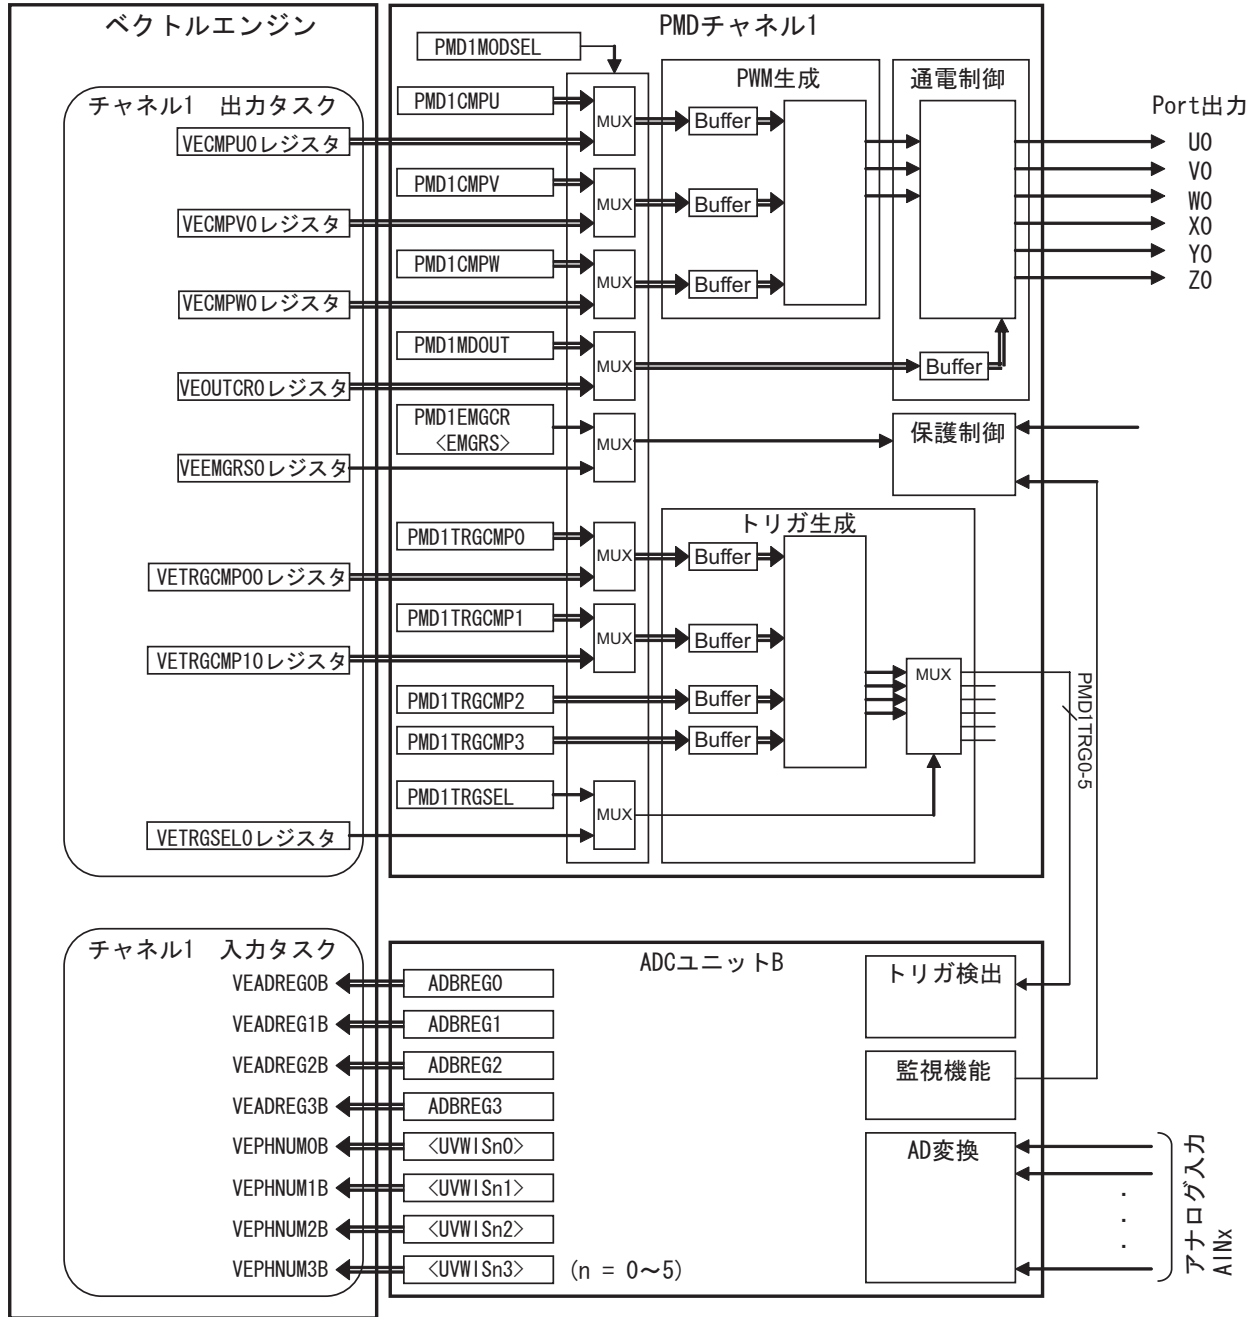 ベクトルエンジン
PMDチャネル1
PMD1MODSEL
チャネル1 出力タスク
PMD1CMPU
MUX
VECMPU0レジスタ
PMD1CMPV
MUX
VECMPV0レジスタ
PMD1CMPW
MUX
VECMPW0レジスタ
PMD1MDOUT
MUX
VEOUTCR0レジスタ
PMD1EMGCR
<EMGRS>
MUX
VEEMGRS0レジスタ
PMD1TRGCMP0
MUX
VETRGCMP00レジスタ
PMD1TRGCMP1
MUX
VETRGCMP10レジスタ
PMD1TRGCMP2
PMD1TRGCMP3
PMD1TRGSEL
MUX
VETRGSEL0レジスタ
PWM生成
Buffer
Buffer
Buffer
通電制御
Buffer
Port出力
U0
V0
W0
X0
Y0
Z0
保護制御
トリガ生成
Buffer
Buffer
Buffer
Buffer
MUX
PMD1TRG0-5
チャネル1 入力タスク
VEADREG0B
VEADREG1B
VEADREG2B
VEADREG3B
VEPHNUM0B
VEPHNUM1B
VEPHNUM2B
VEPHNUM3B
ADCユニットB
ADBREG0
ADBREG1
ADBREG2
ADBREG3
<UVWISn0>
<UVWISn1>
<UVWISn2>
<UVWISn3>
(n = 0～5)
トリガ検出
監視機能
AD変換
アナログ入力
AINx